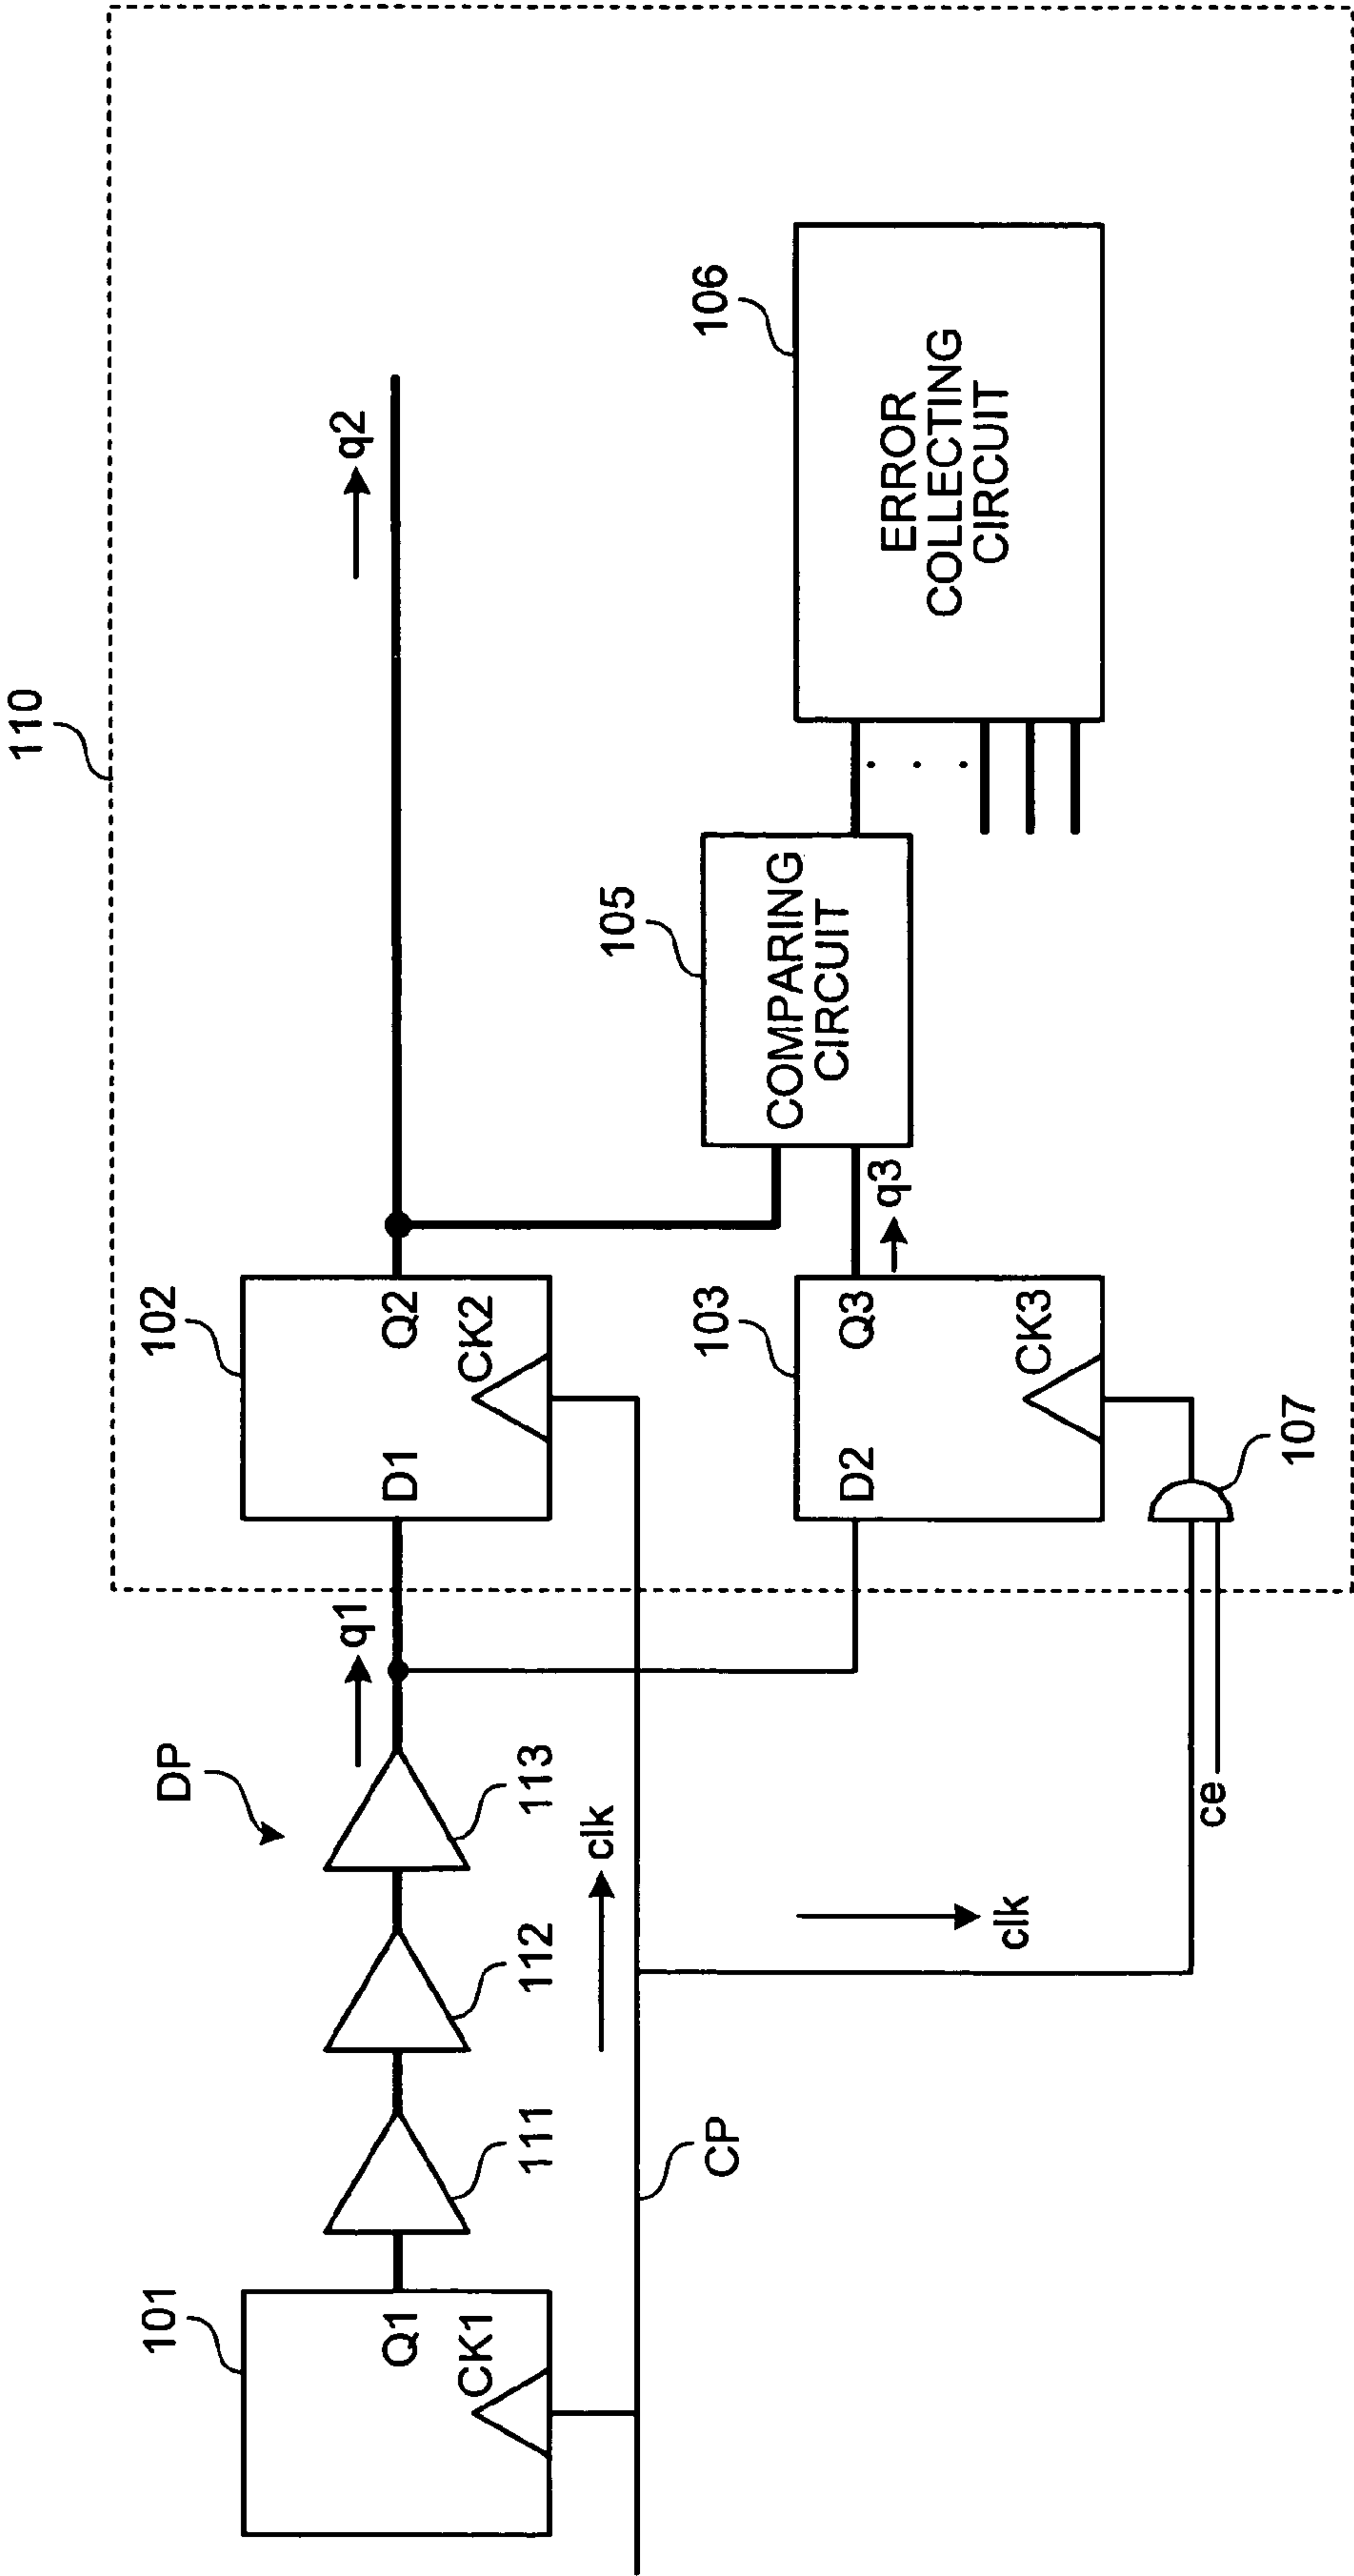 110
101
Q1
CK1
111
112
113
DP
q1
clk
CP
clk
ce
102
D1
Q2
CK2
q2
103
D2
Q3
CK3
q3
107
105
COMPARING
CIRCUIT
106
ERROR
COLLECTING
CIRCUIT